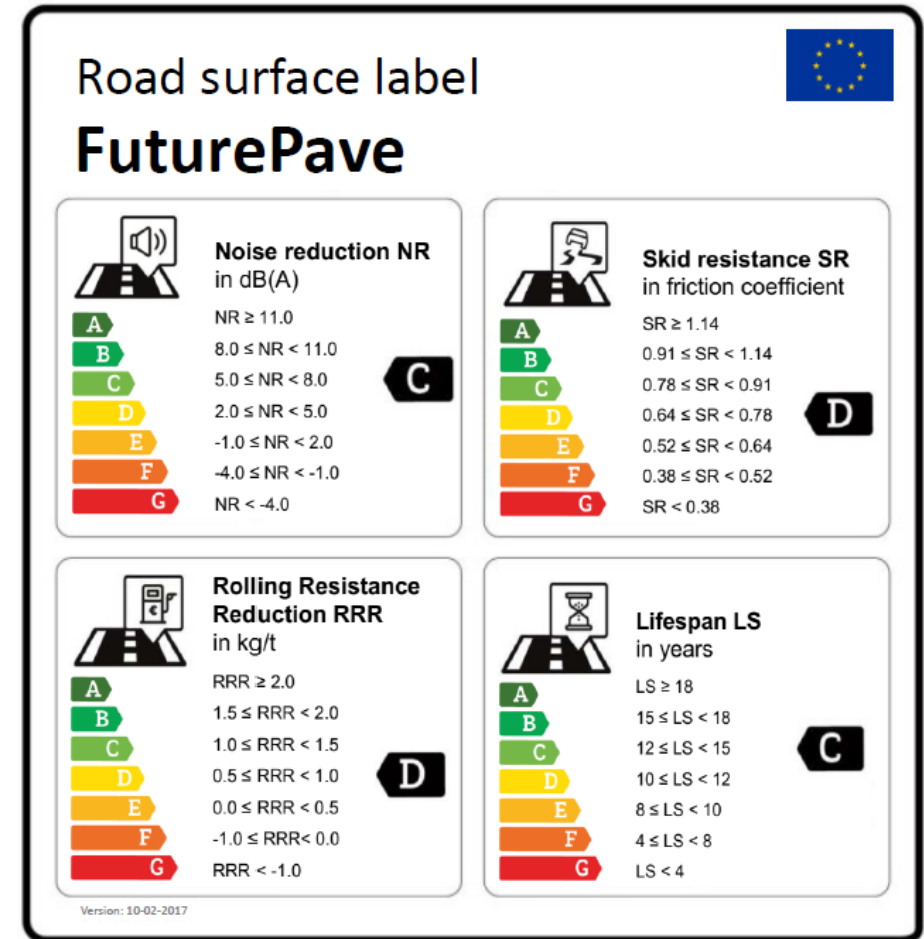 Road surface label
FuturePave
Noise reduction NR
in dB(A)
A NR ≥ 11.0
B 8.0 ≤ NR < 11.0
C 5.0 ≤ NR < 8.0
C
D 2.0 ≤ NR < 5.0
E -1.0 ≤ NR < 2.0
F -4.0 ≤ NR < -1.0
G NR < -4.0
Skid resistance SR
in friction coefficient
A SR ≥ 1.14
B 0.91 ≤ SR < 1.14
C 0.78 ≤ SR < 0.91
D 0.64 ≤ SR < 0.78
D
E 0.52 ≤ SR < 0.64
F 0.38 ≤ SR < 0.52
G SR < 0.38
€
Rolling Resistance
Reduction RRR
in kg/t
A RRR ≥ 2.0
B 1.5 ≤ RRR < 2.0
C 1.0 ≤ RRR < 1.5
D 0.5 ≤ RRR < 1.0
D
E 0.0 ≤ RRR < 0.5
F -1.0 ≤ RRR< 0.0
G RRR < -1.0
Lifespan LS
in years
A LS ≥ 18
B 15 ≤ LS < 18
C 12 ≤ LS < 15
C
D 10 ≤ LS < 12
E 8 ≤ LS < 10
F 4 ≤ LS < 8
G LS < 4
Version: 10-02-2017